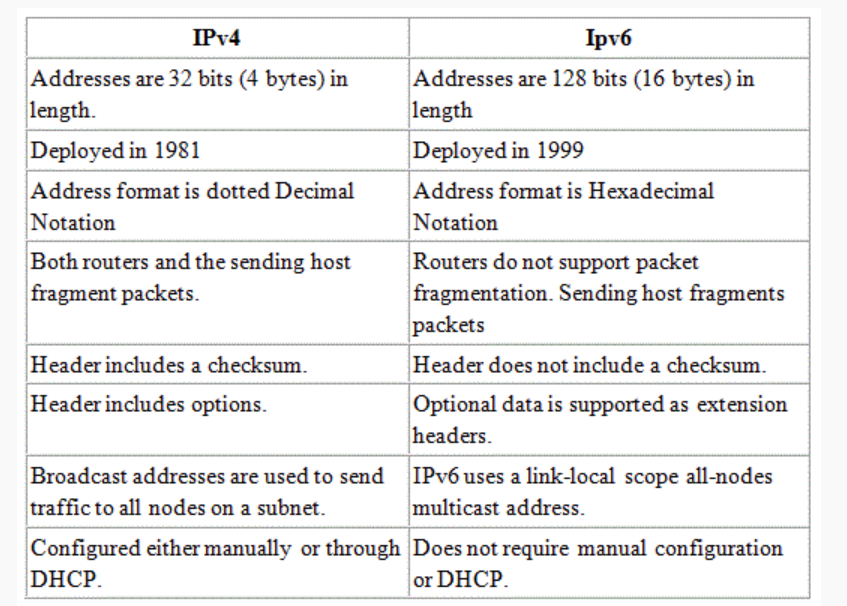 IPv4
Ipv6
Addresses are 32 bits (4 bytes) in
length.
Addresses are 128 bits (16 bytes) in
length
Deployed in 1981
Deployed in 1999
Address format is dotted Decimal
Notation
Address format is Hexadecimal
Notation
Both routers and the sending host
fragment packets.
Routers do not support packet
fragmentation. Sending host fragments
packets
Header includes a checksum.
Header does not include a checksum.
Header includes options.
Optional data is supported as extension
headers.
Broadcast addresses are used to send
traffic to all nodes on a subnet.
IPv6 uses a link-local scope all-nodes
multicast address.
Configured either manually or through
DHCP.
Does not require manual configuration
or DHCP.